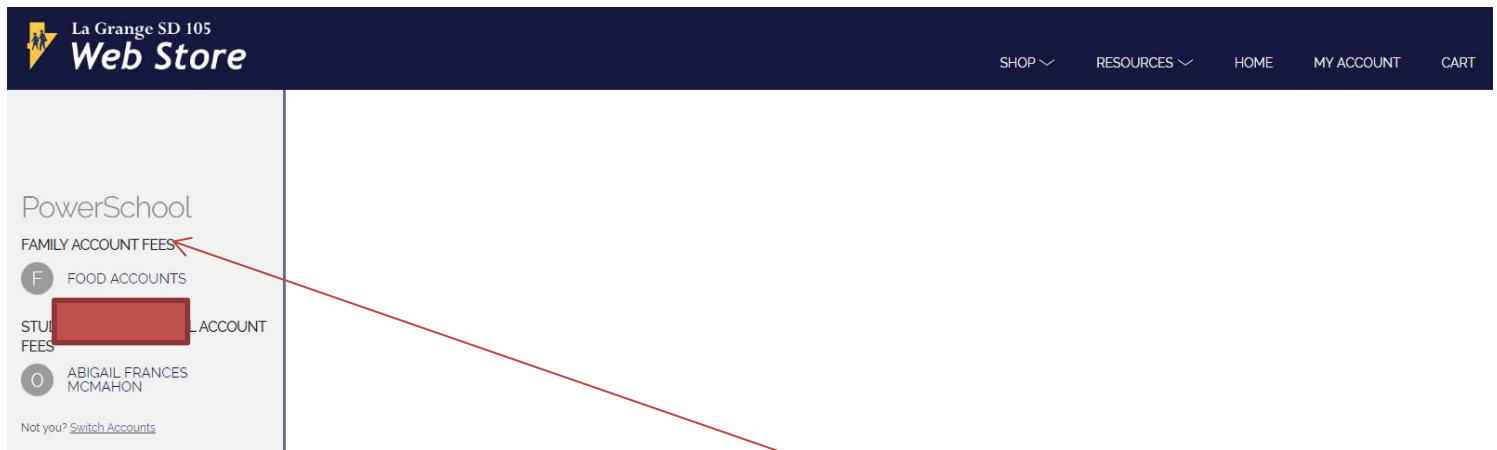 La Grange SD 105
Web Store
SHOP RESOURCES HOME MY ACCOUNT CART
PowerSchool
FAMILY ACCOUNT FEES
F FOOD ACCOUNTS
ACCOUNT
FEES
O ABIGAIL FRANCES
MCMAHON
Not you? Switch Accounts